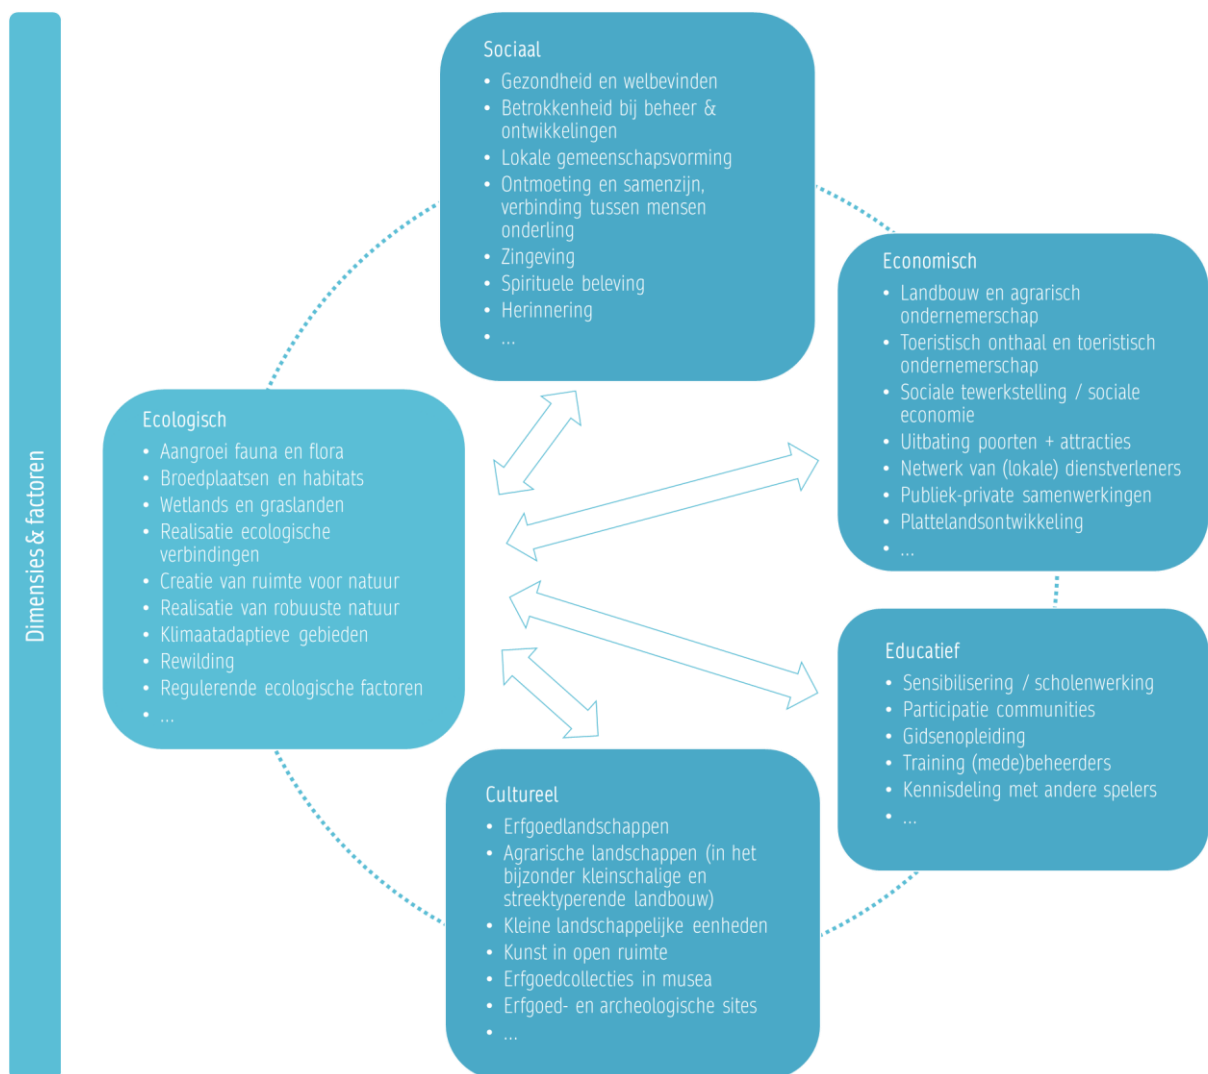 Dimensies & factoren
Sociaal
• Gezondheid en welbevinden
• Betrokkenheid bij beheer &
ontwikkelingen
• Lokale gemeenschapsvorming
• Ontmoeting en samenzijn,
verbinding tussen mensen
onderling
• Zingeving
• Spirituele beleving
• Herinnering
• ...
Economisch
• Landbouw en agrarisch
ondernemerschap
• Toeristisch onthaal en toeristisch
ondernemerschap
• Sociale tewerkstelling / sociale
economie
• Uitbating poorten + attracties
• Netwerk van (lokale) dienstverleners
• Publiek-private samenwerkingen
• Plattelandsontwikkeling
• ...
Ecologisch
• Aangroei fauna en flora
• Broedplaatsen en habitats
• Wetlands en graslanden
• Realisatie ecologische
verbindingen
• Creatie van ruimte voor natuur
• Realisatie van robuuste natuur
• Klimaatadaptieve gebieden
• Rewilding
• Regulerende ecologische factoren
• ...
Educatief
• Sensibilisering / scholenwerking
• Participatie communities
• Gidsenopleiding
• Training (mede)beheerders
• Kennisdeling met andere spelers
• ...
Cultureel
• Erfgoedlandschappen
• Agrarische landschappen (in het
bijzonder kleinschalige en
streektyperende landbouw)
• Kleine landschappelijke eenheden
• Kunst in open ruimte
• Erfgoedcollecties in musea
• Erfgoed- en archeologische sites
• ...